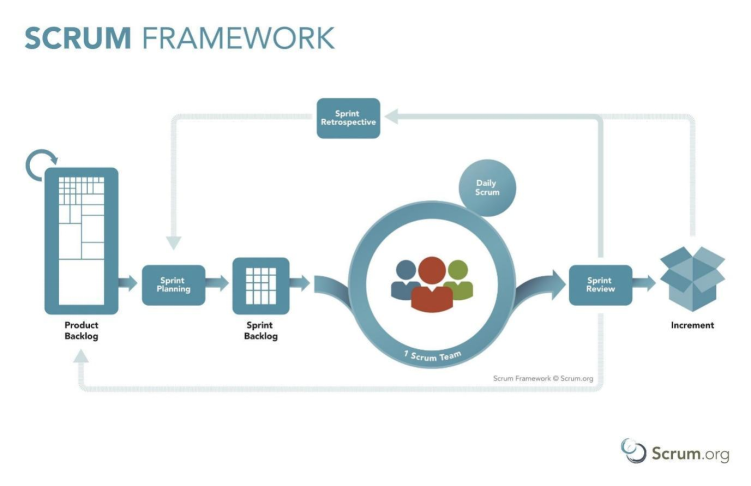 SCRUM FRAMEWORK
Sprint
Retrospective
Daily
Scrum
Sprint
Planning
Sprint
Review
Product
Backlog
Sprint
Backlog
1 Scrum Team
Increment
Scrum Framework © Scrum.org
Scrum.org